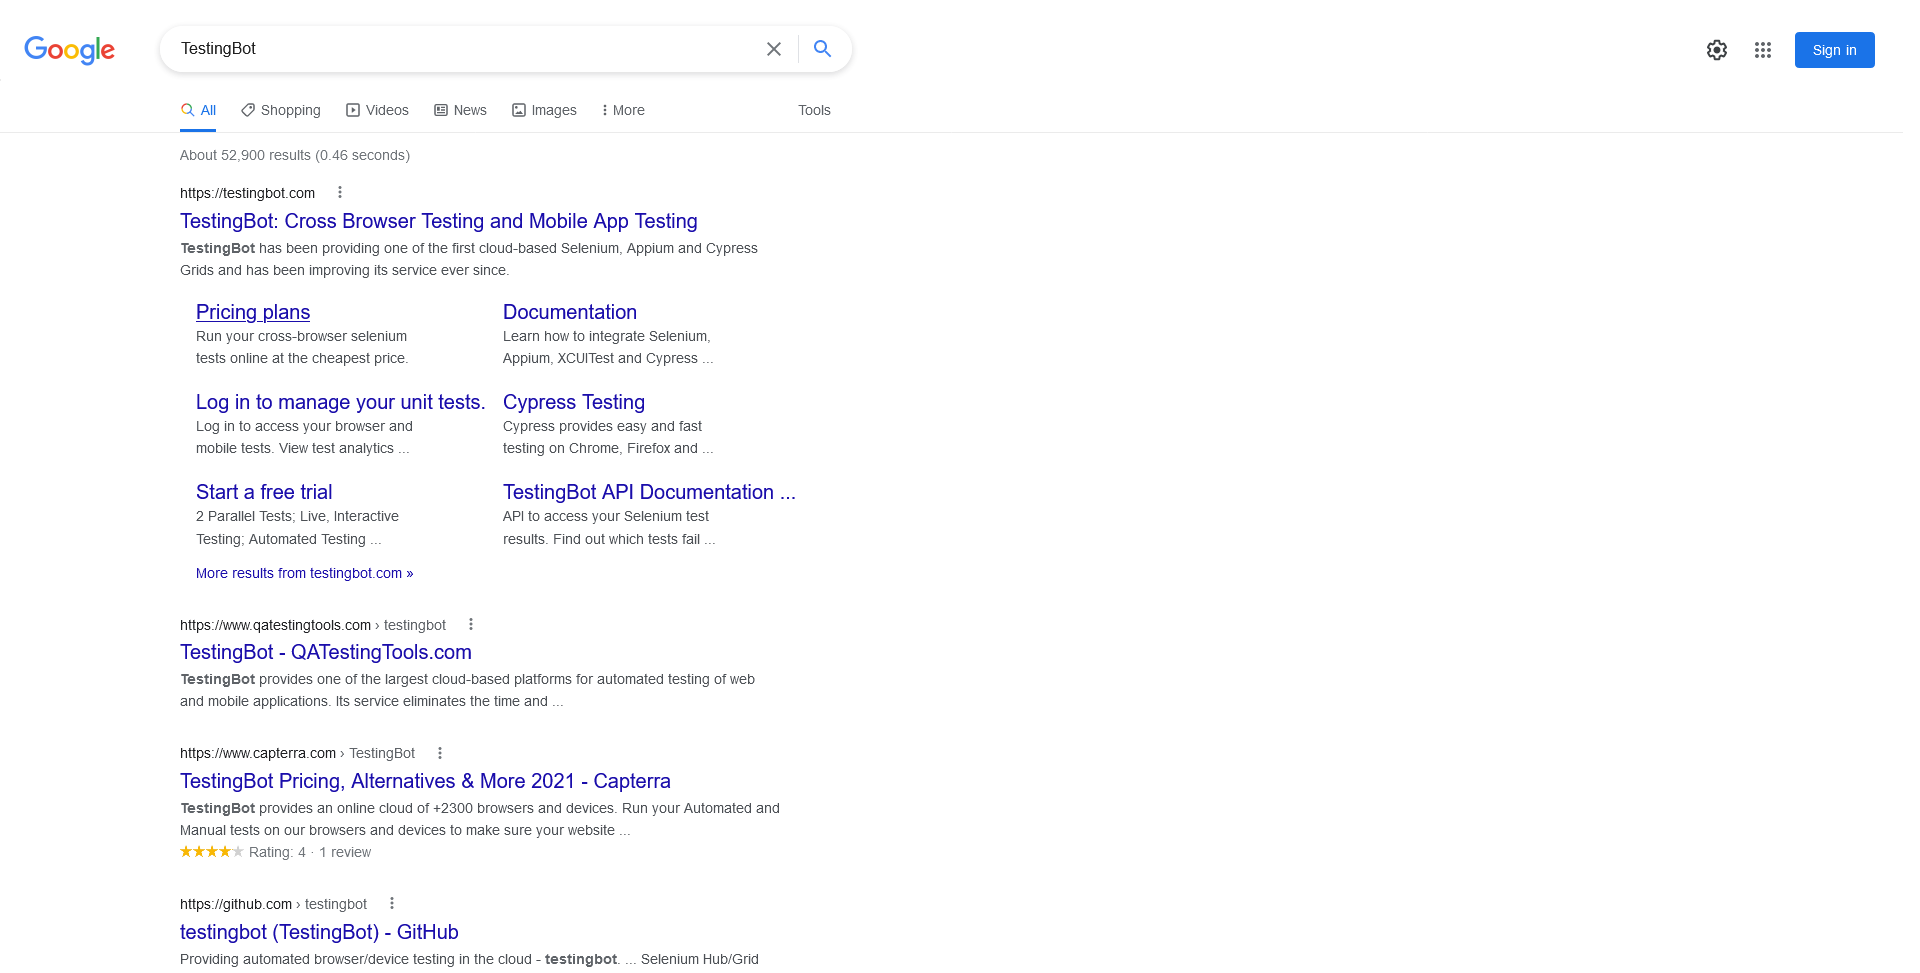 Google
TestingBot
Sign in
All
Shopping
Videos
News
Images
More
Tools
About 52,900 results (0.46 seconds)
https://testingbot.com
TestingBot: Cross Browser Testing and Mobile App Testing
TestingBot has been providing one of the first cloud-based Selenium, Appium and Cypress
Grids and has been improving its service ever since.
Pricing plans
Run your cross-browser selenium
tests online at the cheapest price.
Documentation
Learn how to integrate Selenium,
Appium, XCUITest and Cypress ...
Log in to manage your unit tests.
Log in to access your browser and
mobile tests. View test analytics ...
Cypress Testing
Cypress provides easy and fast
testing on Chrome, Firefox and ...
Start a free trial
2 Parallel Tests; Live, Interactive
Testing; Automated Testing ...
TestingBot API Documentation ...
API to access your Selenium test
results. Find out which tests fail ...
More results from testingbot.com »
https://www.qatestingtools.com › testingbot
TestingBot - QATestingTools.com
TestingBot provides one of the largest cloud-based platforms for automated testing of web
and mobile applications. Its service eliminates the time and ...
https://www.capterra.com › TestingBot
TestingBot Pricing, Alternatives & More 2021 - Capterra
TestingBot provides an online cloud of +2300 browsers and devices. Run your Automated and
Manual tests on our browsers and devices to make sure your website ...
Rating: 4 · 1 review
https://github.com › testingbot
testingbot (TestingBot) - GitHub
Providing automated browser/device testing in the cloud - testingbot. ... Selenium Hub/Grid